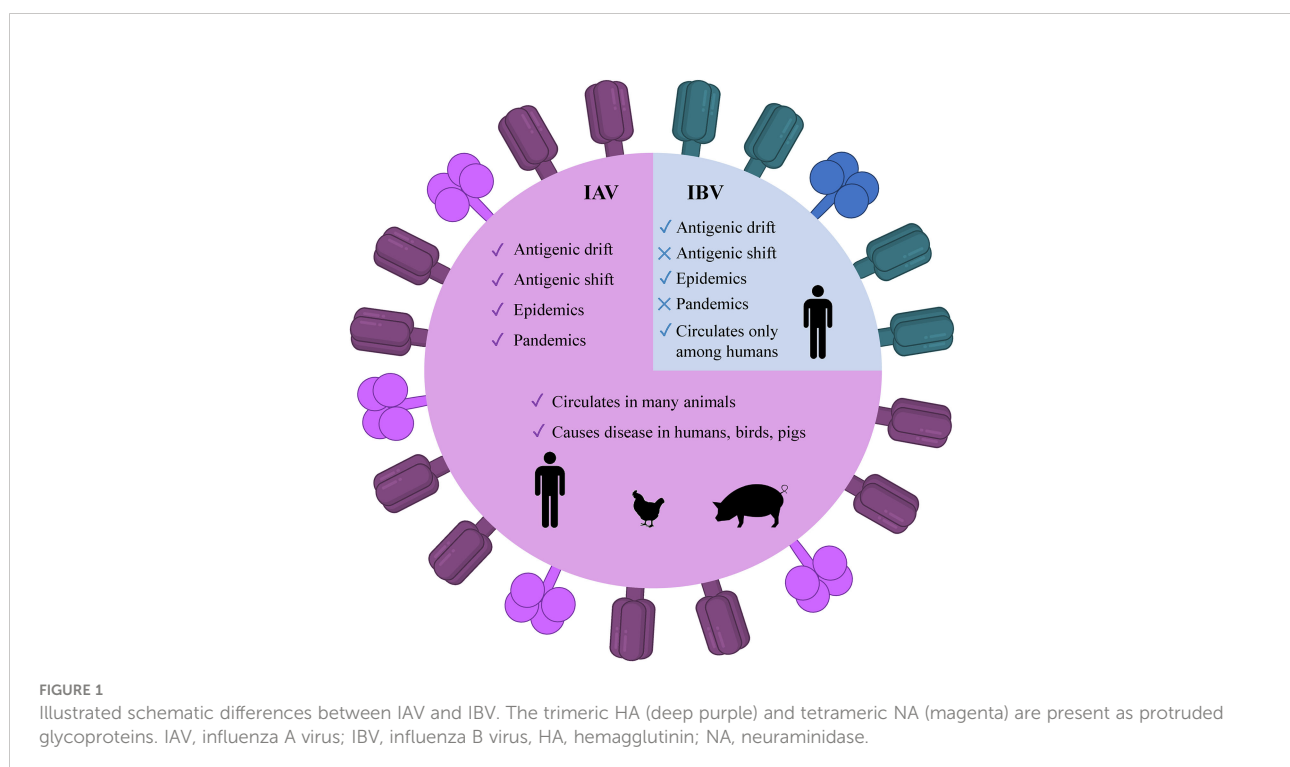 IAV
✓ Antigenic drift
✓ Antigenic shift
✓ Epidemics
✓ Pandemics
IBV
✓ Antigenic drift
✕ Antigenic shift
✓ Epidemics
✕ Pandemics
✓ Circulates only
among humans
✓ Circulates in many animals
✓ Causes disease in humans, birds, pigs
FIGURE 1
Illustrated schematic differences between IAV and IBV. The trimeric HA (deep purple) and tetrameric NA (magenta) are present as protruded
glycoproteins. IAV, influenza A virus; IBV, influenza B virus, HA, hemagglutinin; NA, neuraminidase.